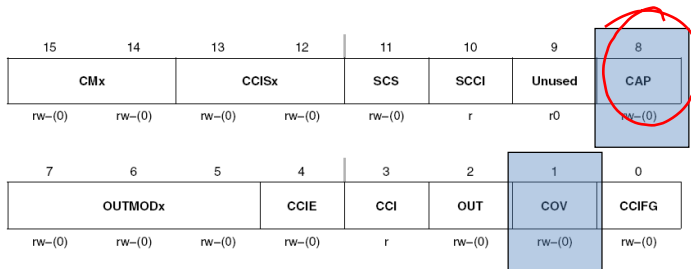 15 14 13 12 11 10 9 8
CMx CCISx SCS SCCI Unused CAP
rw–(0) rw–(0) rw–(0) rw–(0) rw–(0) r r0 rw–(0)
7 6 5 4 3 2 1 0
OUTMODx CCIE CCI OUT COV CCIFG
rw–(0) rw–(0) rw–(0) rw–(0) r rw–(0) rw–(0) rw–(0)